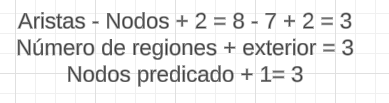 Aristas - Nodos + 2 = 8 - 7 + 2 = 3
Número de regiones + exterior = 3
Nodos predicado + 1= 3